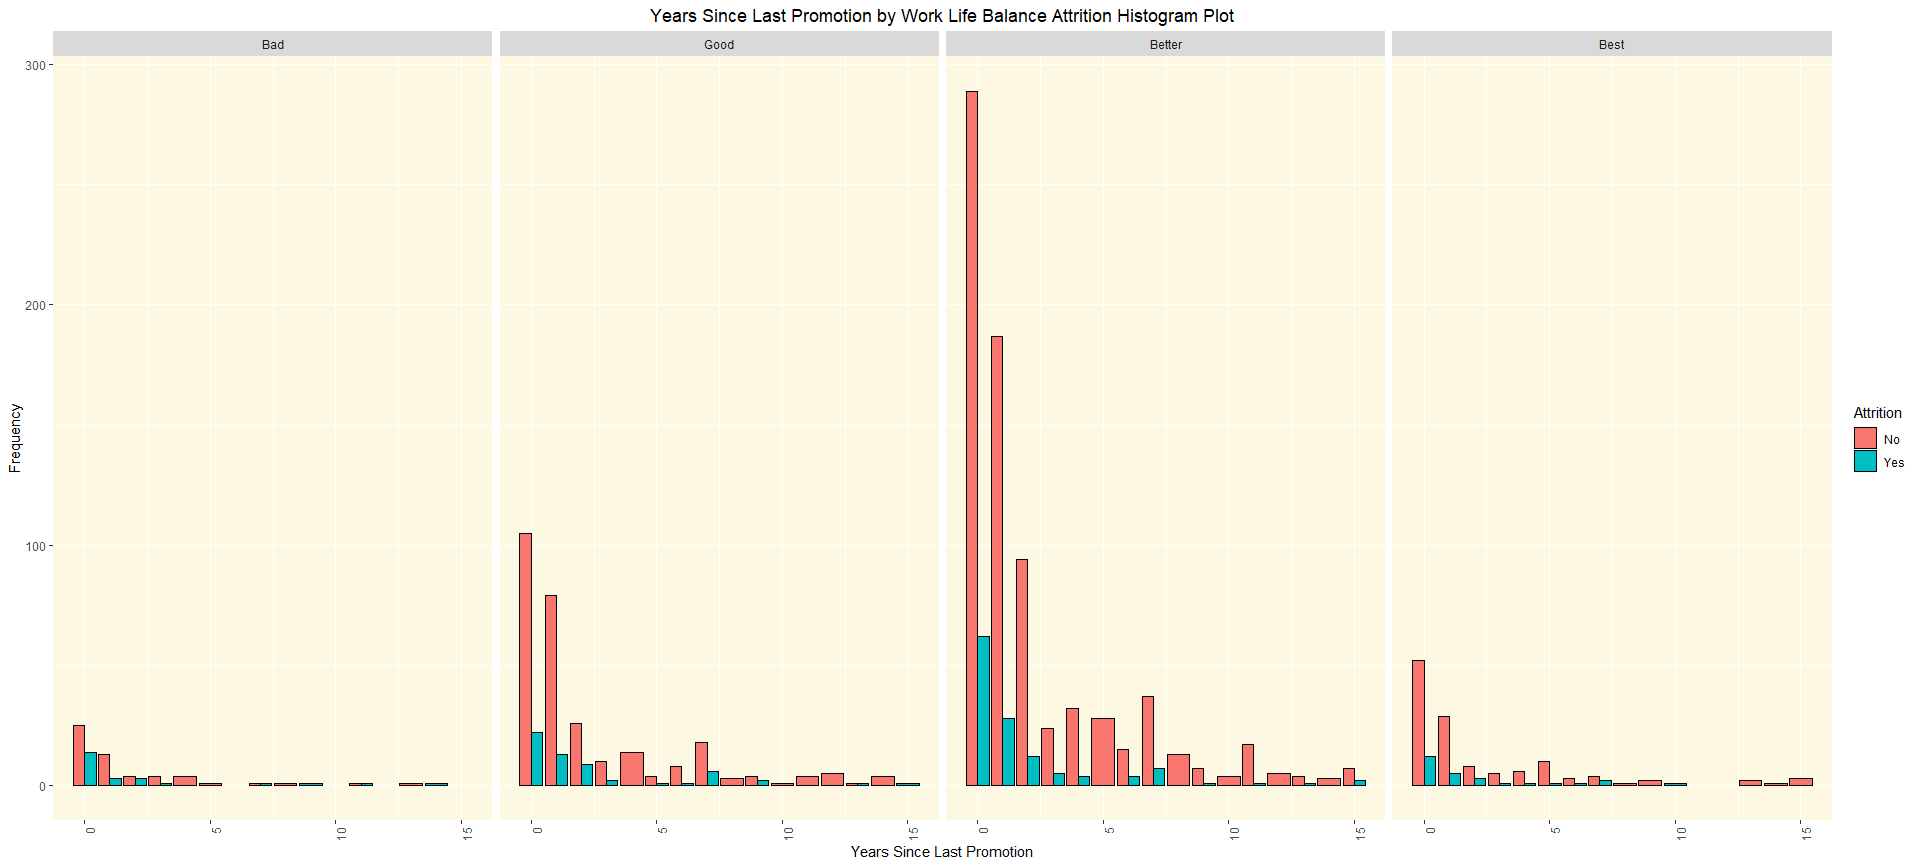 Years Since Last Promotion by Work Life Balance Attrition Histogram Plot
Bad
Good
Better
Best
300
200
100
0
Frequency
0 5 10 15
0 5 10 15
0 5 10 15
0 5 10 15
Years Since Last Promotion
Attrition
No
Yes